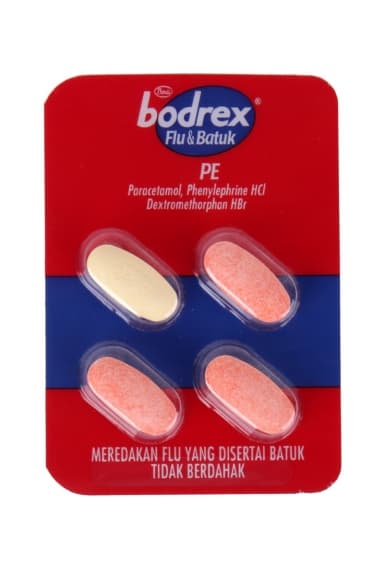 bodrex®
Flu & Batuk
PE
Paracetamol, Phenylephrine HCl
Dextromethorphan HBr
MEREDAKAN FLU YANG DISERTAI BATUK
TIDAK BERDAHAK